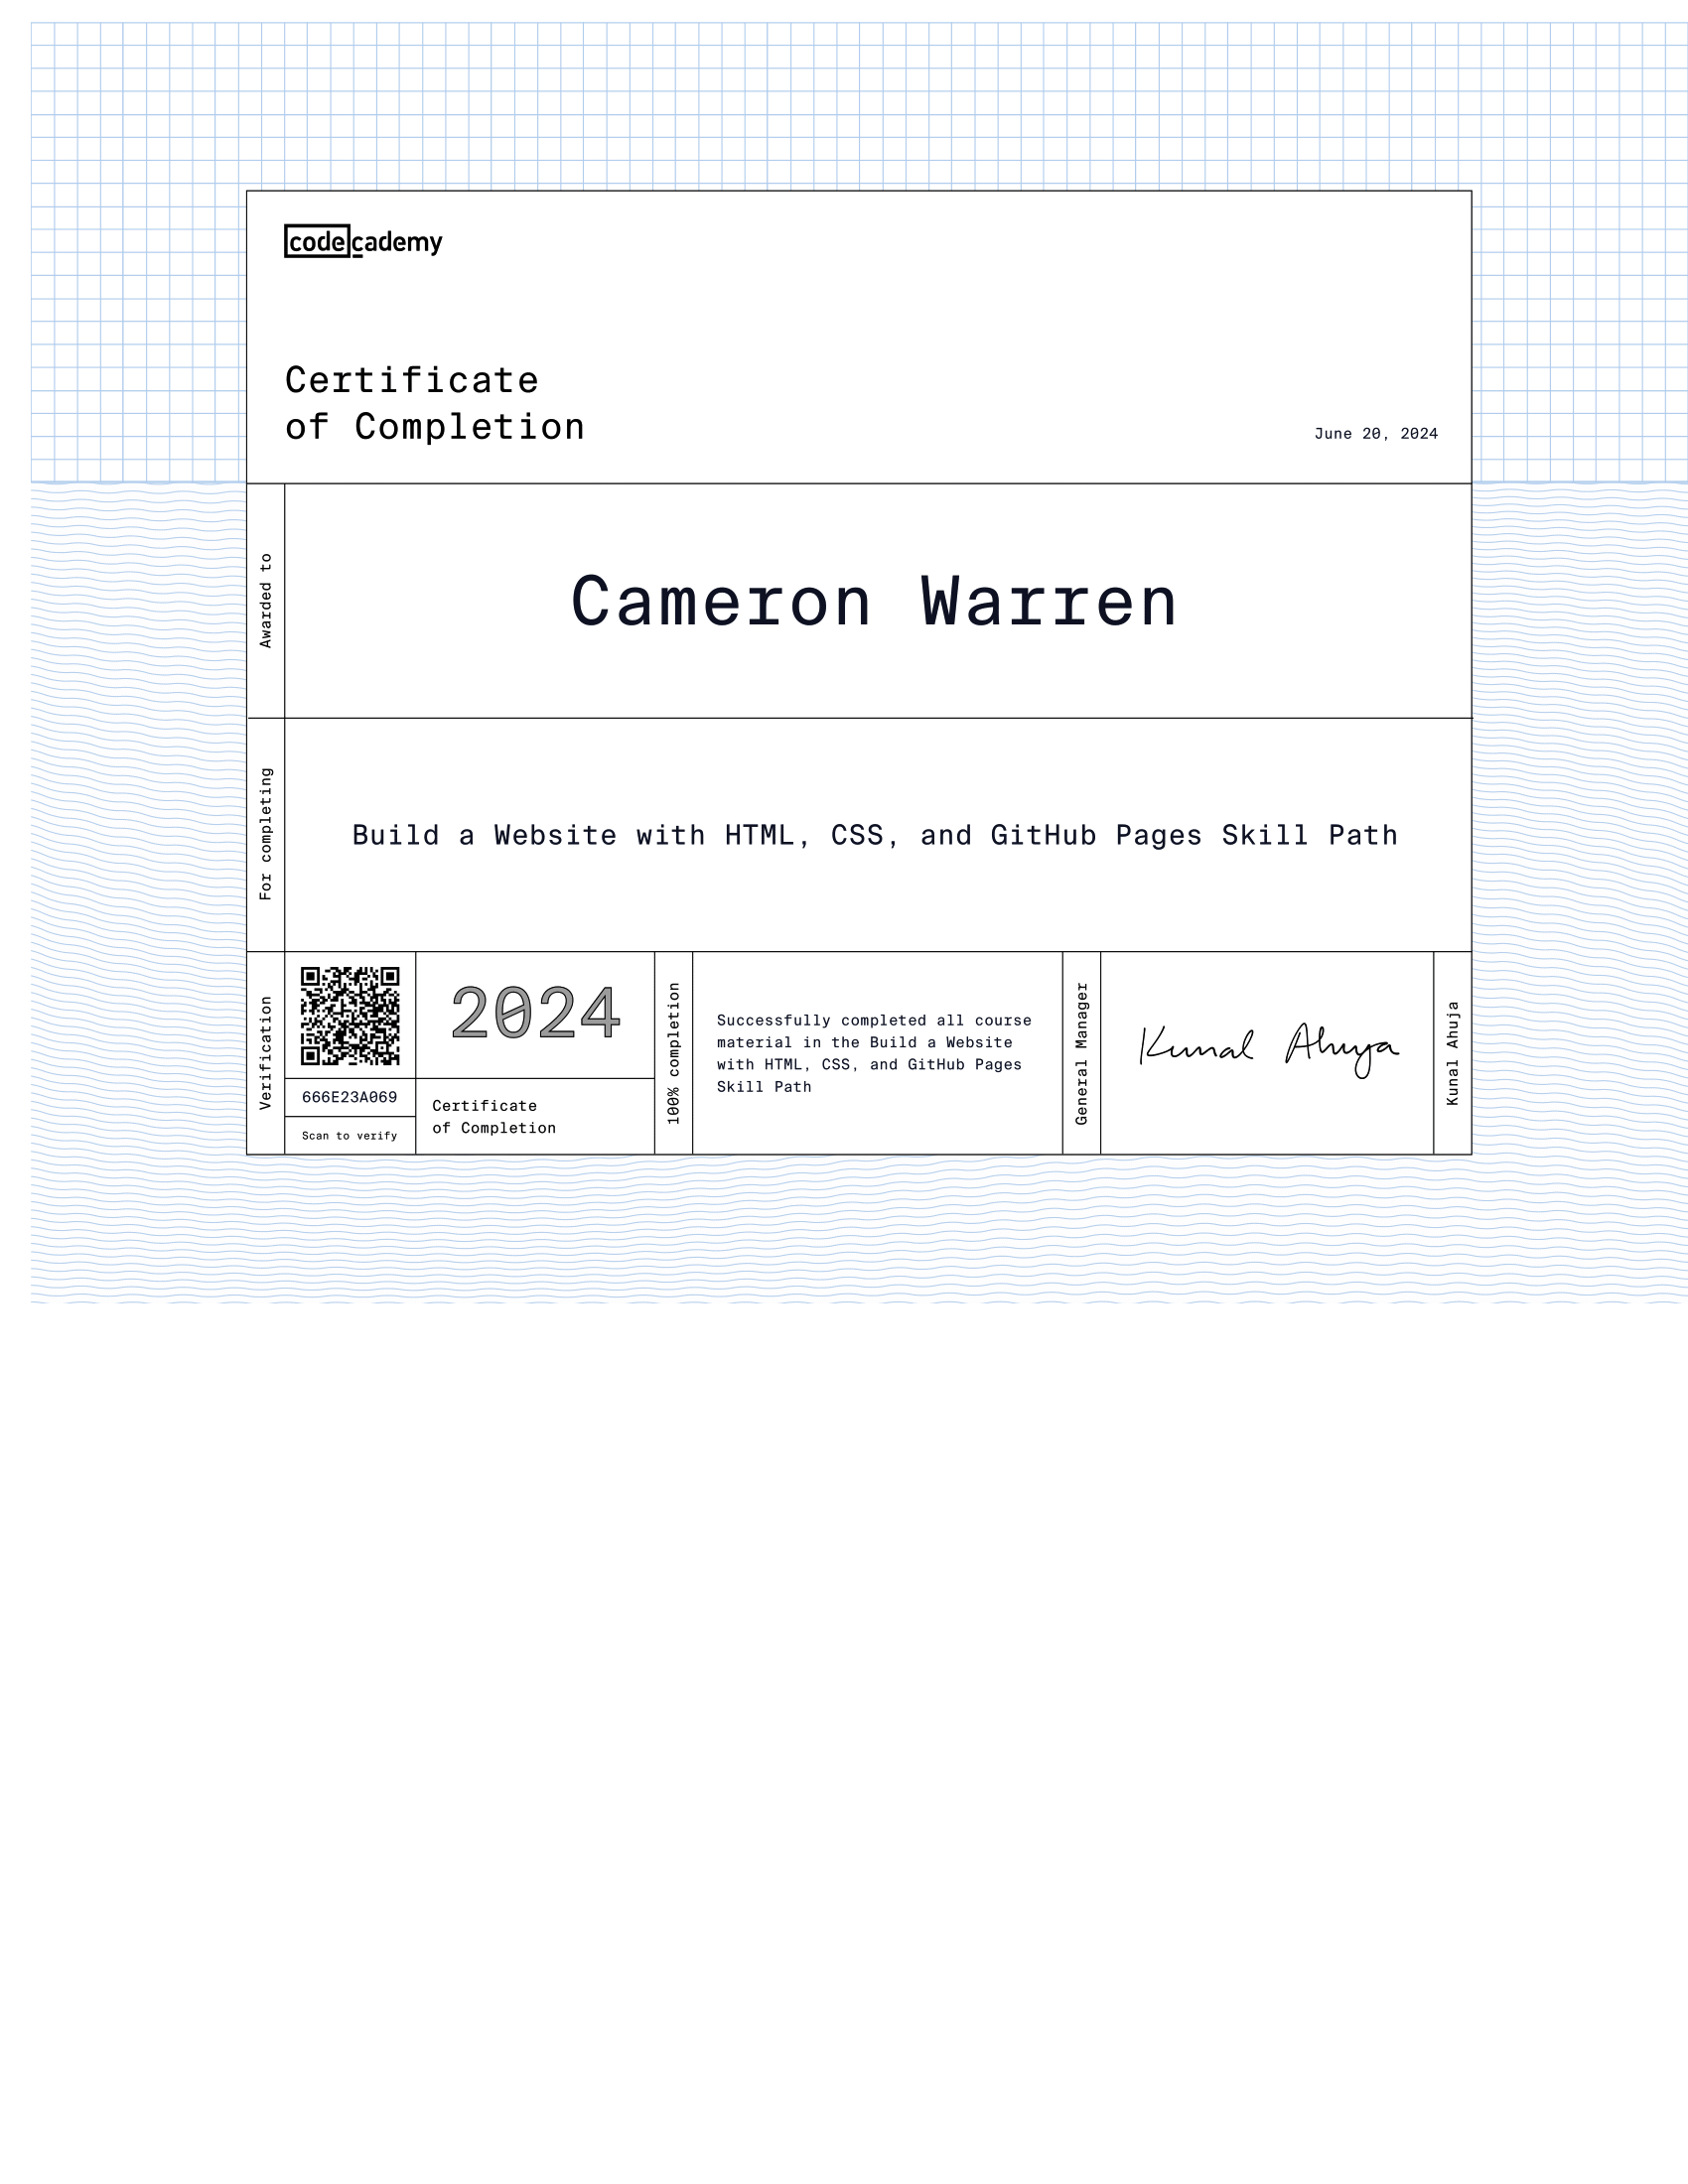 codecademy
Certificate
of Completion
June 20, 2024
Awarded to
Cameron Warren
For completing
Build a Website with HTML, CSS, and GitHub Pages Skill Path
Verification
666E23A069
Scan to verify
2024
Certificate
of Completion
100% completion
Successfully completed all course
material in the Build a Website
with HTML, CSS, and GitHub Pages
Skill Path
General Manager
Kunal Ahuja
Kunal Ahuja